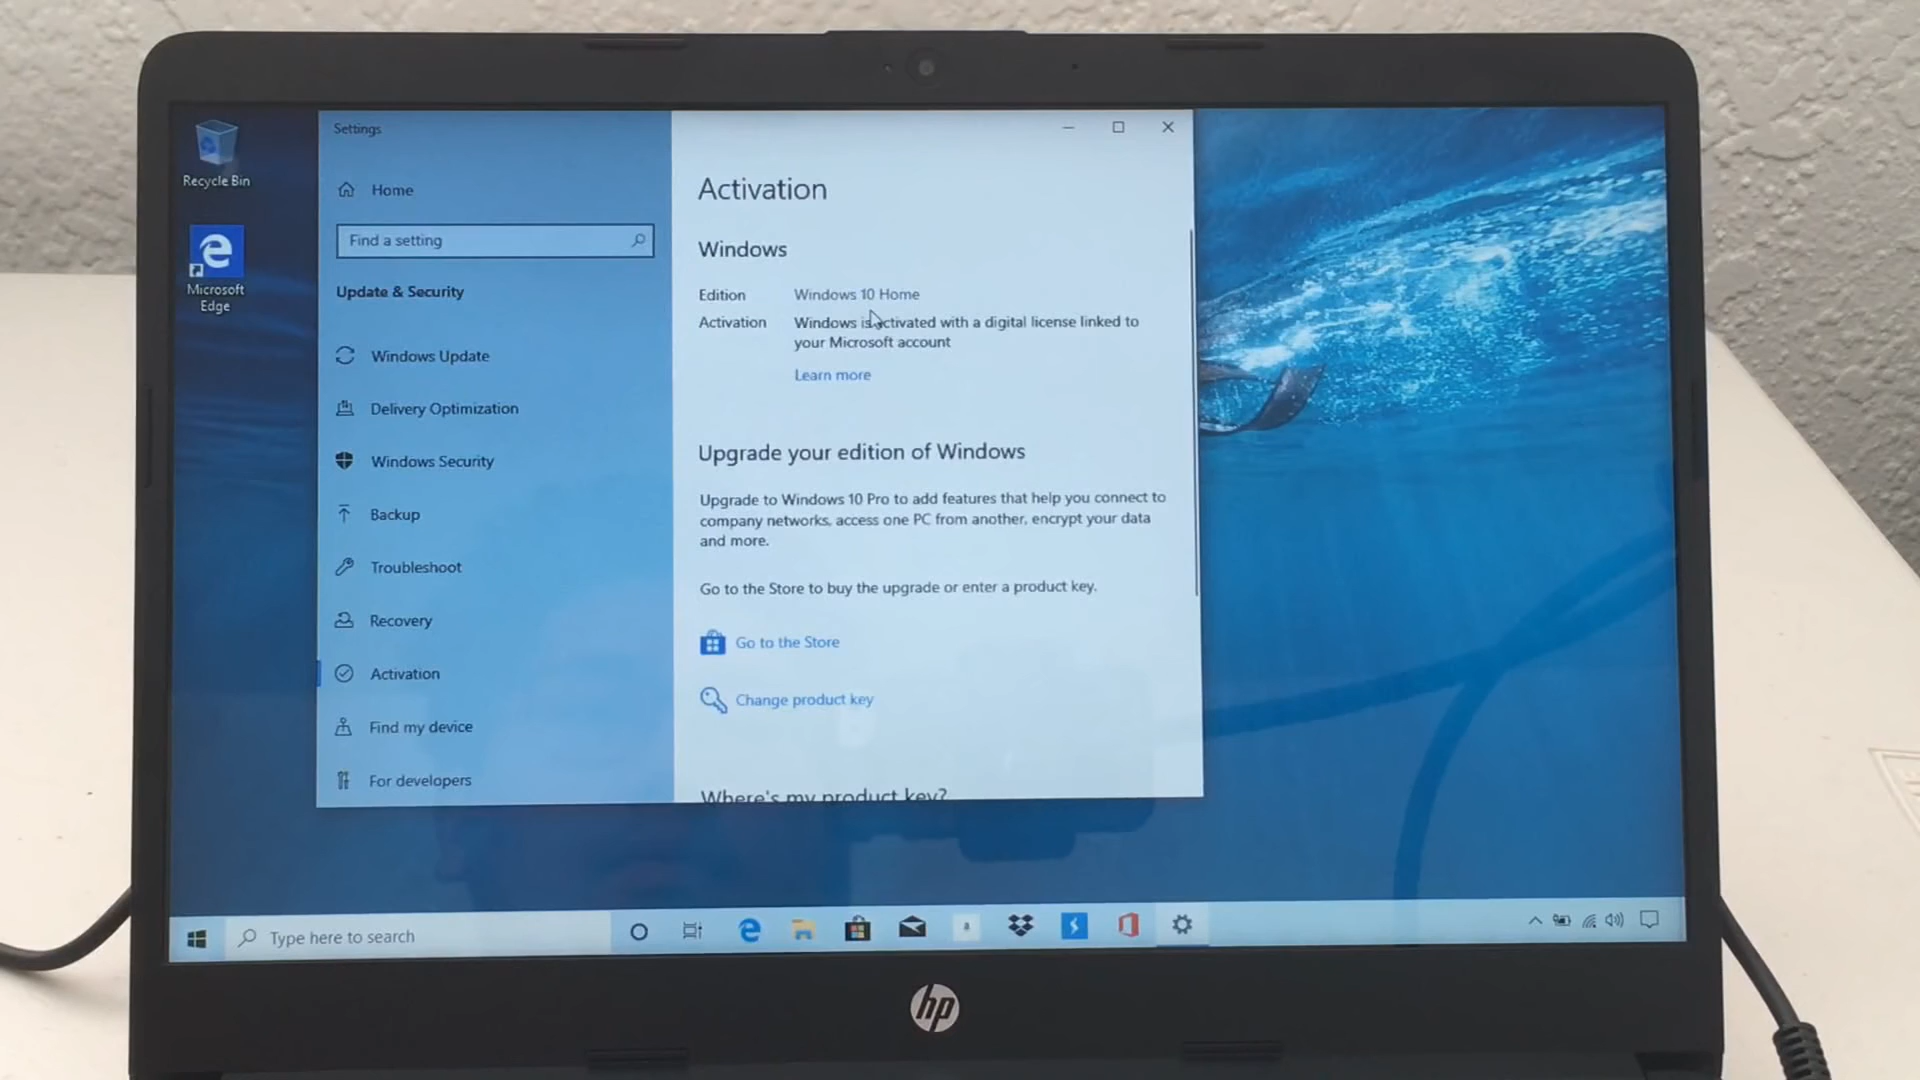 Recycle Bin
Microsoft
Edge
Settings
Home
Find a setting
Update & Security
Windows Update
Delivery Optimization
Windows Security
Backup
Troubleshoot
Recovery
Activation
Find my device
For developers
Activation
Windows
Edition Windows 10 Home
Activation Windows is activated with a digital license linked to
your Microsoft account
Learn more
Upgrade your edition of Windows
Upgrade to Windows 10 Pro to add features that help you connect to
company networks, access one PC from another, encrypt your data
and more.
Go to the Store to buy the upgrade or enter a product key.
Go to the Store
Change product key
Where's my product key?
Type here to search
hp